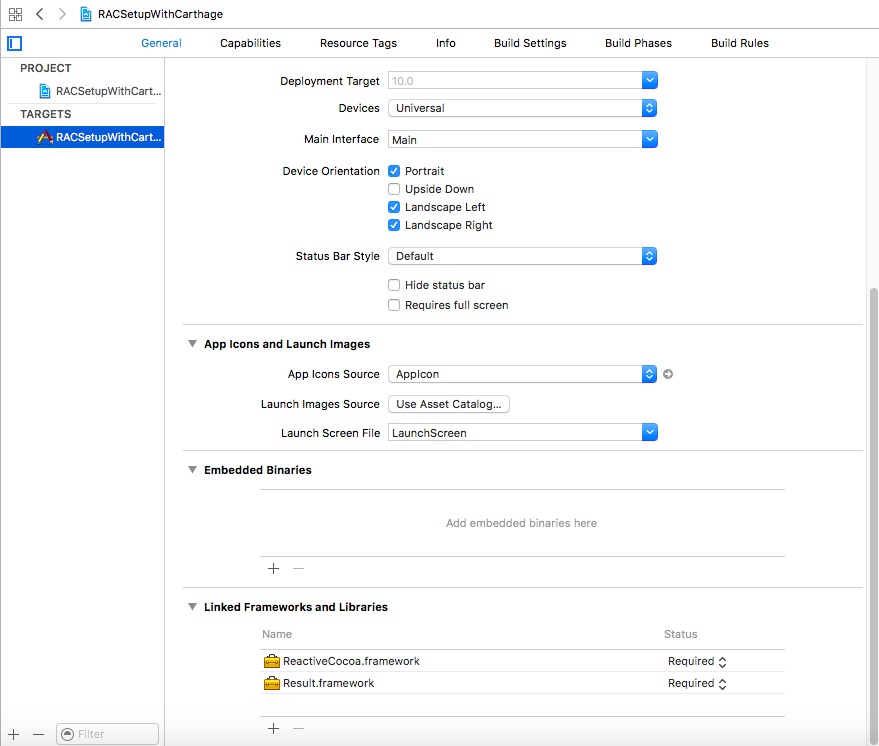 RACSetupWithCarthage
General Capabilities Resource Tags Info Build Settings Build Phases Build Rules
PROJECT
RACSetupWithCart...
TARGETS
RACSetupWithCart...
Deployment Target 10.0
Devices Universal
Main Interface Main
Device Orientation Portrait
Upside Down
Landscape Left
Landscape Right
Status Bar Style Default
Hide status bar
Requires full screen
App Icons and Launch Images
App Icons Source AppIcon
Launch Images Source Use Asset Catalog...
Launch Screen File LaunchScreen
Embedded Binaries
Add embedded binaries here
Linked Frameworks and Libraries
Name Status
ReactiveCocoa.framework Required
Result.framework Required
Filter